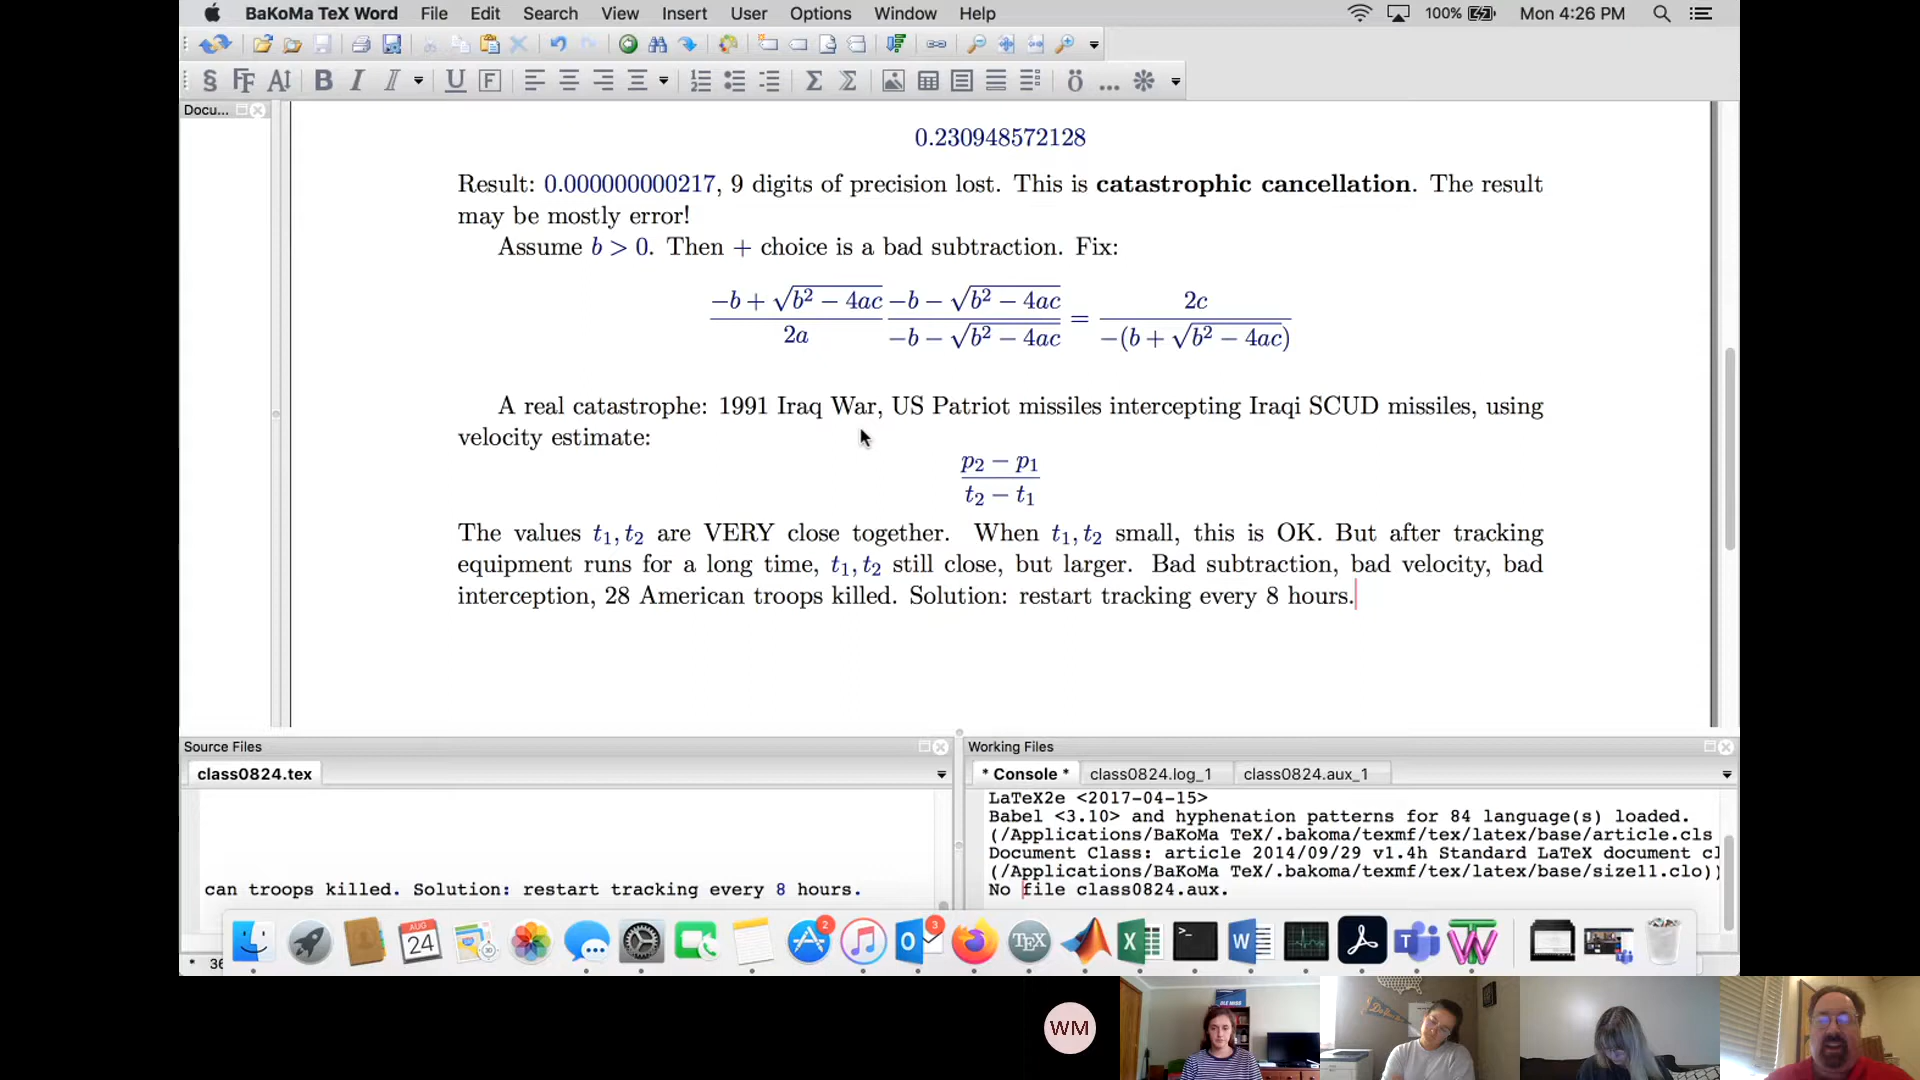 BaKoMa TeX Word File Edit Search View Insert User Options Window Help 100% Mon 4:26 PM
Docu...
0.230948572128
Result: 0.000000000217, 9 digits of precision lost. This is catastrophic cancellation. The result
may be mostly error!
Assume b > 0. Then + choice is a bad subtraction. Fix:
−b + √b² − 4ac −b − √b² − 4ac 2c
=
2a −b − √b² − 4ac −(b + √b² − 4ac)
A real catastrophe: 1991 Iraq War, US Patriot missiles intercepting Iraqi SCUD missiles, using
velocity estimate:
p₂ − p₁
t₂ − t₁
The values t₁, t₂ are VERY close together. When t₁, t₂ small, this is OK. But after tracking
equipment runs for a long time, t₁, t₂ still close, but larger. Bad subtraction, bad velocity, bad
interception, 28 American troops killed. Solution: restart tracking every 8 hours.
Source Files
class0824.tex
can troops killed. Solution: restart tracking every 8 hours.
Working Files
* Console * class0824.log_1 class0824.aux_1
LaTeX2e <2017-04-15>
Babel <3.10> and hyphenation patterns for 84 language(s) loaded.
(/Applications/BaKoMa TeX/.bakoma/texmf/tex/latex/base/article.cls
Document Class: article 2014/09/29 v1.4h Standard LaTeX document cl
(/Applications/BaKoMa TeX/.bakoma/texmf/tex/latex/base/size11.clo))
No file class0824.aux.
AUG
24
2
3
TEX
* 36
WM
OLE MISS